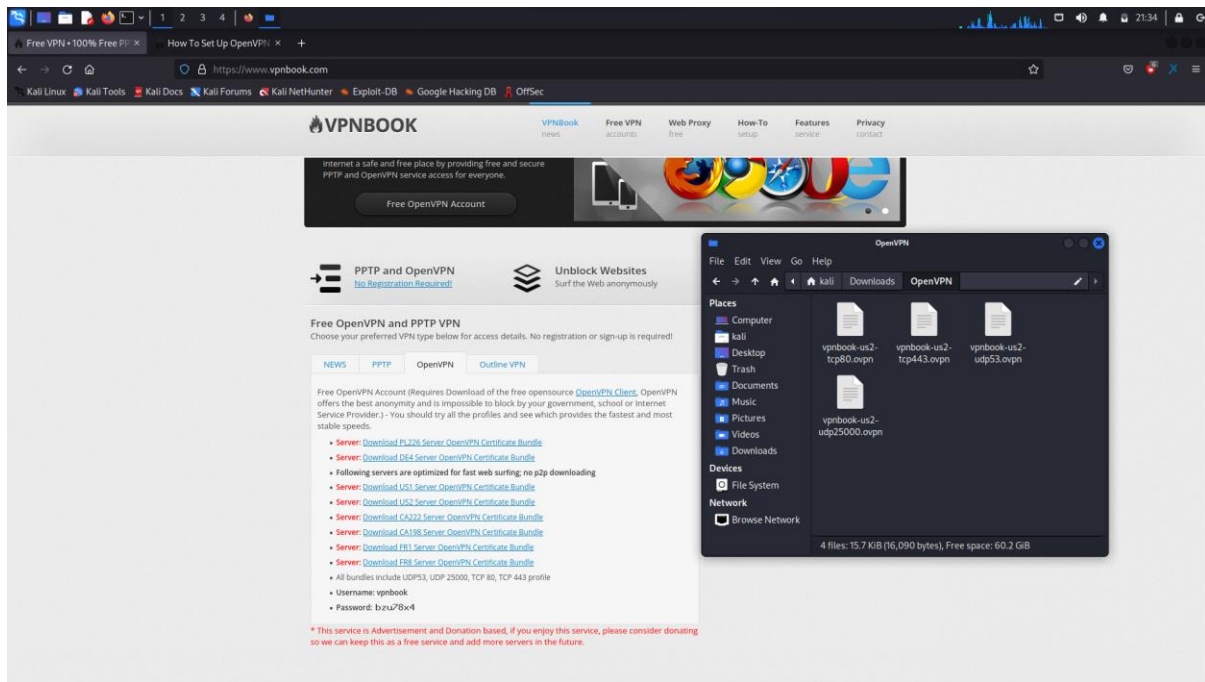 1 2 3 4
21:34
Free VPN • 100% Free PP
How To Set Up OpenVPN
https://www.vpnbook.com
Kali Linux Kali Tools Kali Docs Kali Forums Kali NetHunter Exploit-DB Google Hacking DB OffSec
VPNBOOK
VPNBook Free VPN Web Proxy How-To Features Privacy
news accounts free setup service contact
internet a safe and free place by providing free and secure
PPTP and OpenVPN service access for everyone.
Free OpenVPN Account
PPTP and OpenVPN
No Registration Required!
Unblock Websites
Surf the Web anonymously
Free OpenVPN and PPTP VPN
Choose your preferred VPN type below for access details. No registration or sign-up is required!
NEWS PPTP OpenVPN Outline VPN
Free OpenVPN Account (Requires Download of the free opensource OpenVPN Client, OpenVPN
offers the best anonymity and is impossible to block by your government, school or Internet
Service Provider.) - You should try all the profiles and see which provides the fastest and most
stable speeds.
• Server: Download PL226 Server OpenVPN Certificate Bundle
• Server: Download DE4 Server OpenVPN Certificate Bundle
• Following servers are optimized for fast web surfing; no p2p downloading
• Server: Download US1 Server OpenVPN Certificate Bundle
• Server: Download US2 Server OpenVPN Certificate Bundle
• Server: Download CA222 Server OpenVPN Certificate Bundle
• Server: Download CA198 Server OpenVPN Certificate Bundle
• Server: Download FR1 Server OpenVPN Certificate Bundle
• Server: Download FR8 Server OpenVPN Certificate Bundle
• All bundles include UDP53, UDP 25000, TCP 80, TCP 443 profile
• Username: vpnbook
• Password: bzu78x4
* This service is Advertisement and Donation based, if you enjoy this service, please consider donating
so we can keep this as a free service and add more servers in the future.
OpenVPN
File Edit View Go Help
kali Downloads OpenVPN
Places
Computer
kali
Desktop
Trash
Documents
Music
Pictures
Videos
Downloads
Devices
File System
Network
Browse Network
vpnbook-us2-
tcp80.ovpn
vpnbook-us2-
tcp443.ovpn
vpnbook-us2-
udp53.ovpn
vpnbook-us2-
udp25000.ovpn
4 files: 15.7 KiB (16,090 bytes), Free space: 60.2 GiB